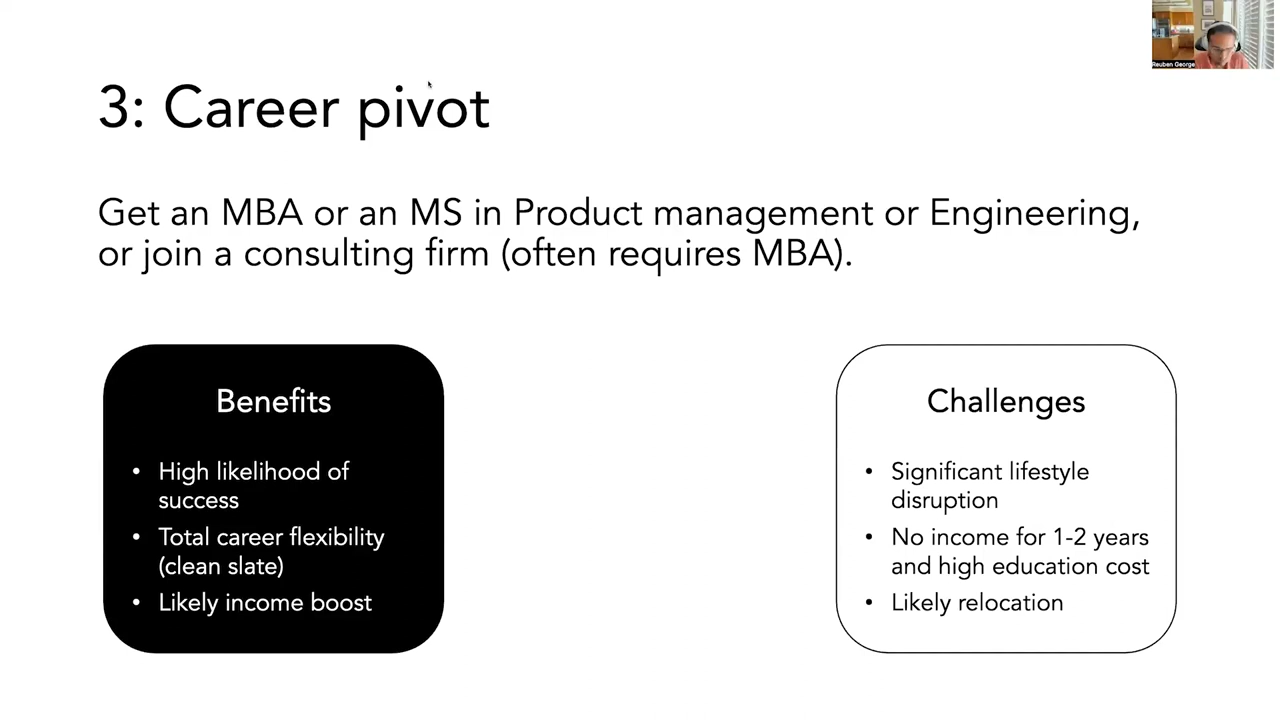 Reuben George
3: Career pivot
Get an MBA or an MS in Product management or Engineering,
or join a consulting firm (often requires MBA).
Benefits
• High likelihood of
success
• Total career flexibility
(clean slate)
• Likely income boost
Challenges
• Significant lifestyle
disruption
• No income for 1-2 years
and high education cost
• Likely relocation